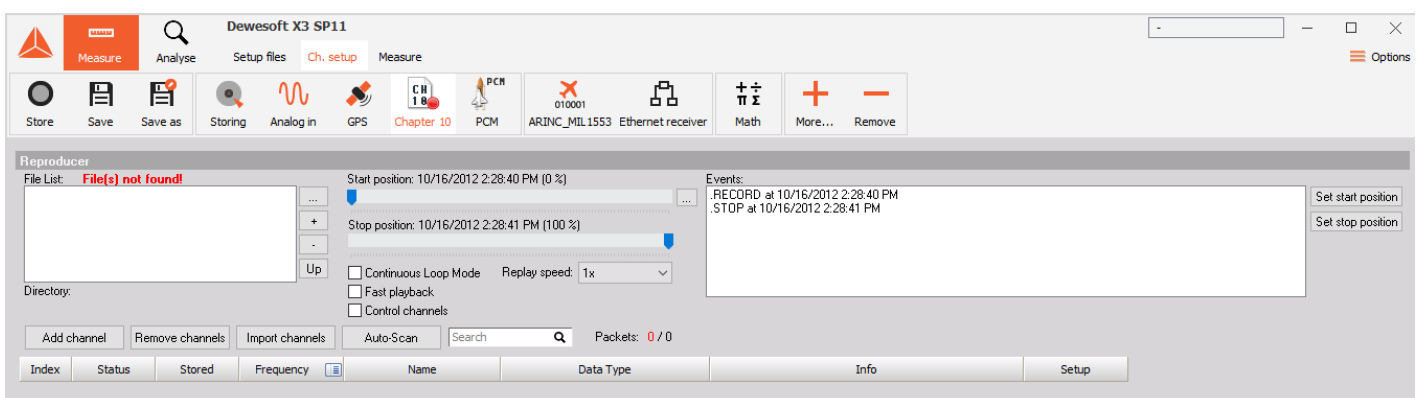 Dewesoft X3 SP11
-
Measure
Analyse
Setup files
Ch. setup
Measure
Options
CH
10
PCM
010001
Store
Save
Save as
Storing
Analog in
GPS
Chapter 10
PCM
ARINC_MIL1553
Ethernet receiver
Math
More...
Remove
Reproducer
File List: File(s) not found!
...
+
-
Up
Directory:
Start position: 10/16/2012 2:28:40 PM (0 %)
...
Stop position: 10/16/2012 2:28:41 PM (100 %)
Continuous Loop Mode
Replay speed: 1x
Fast playback
Control channels
Events:
.RECORD at 10/16/2012 2:28:40 PM
.STOP at 10/16/2012 2:28:41 PM
Set start position
Set stop position
Add channel
Remove channels
Import channels
Auto-Scan
Search
Packets: 0 / 0
Index
Status
Stored
Frequency
Name
Data Type
Info
Setup